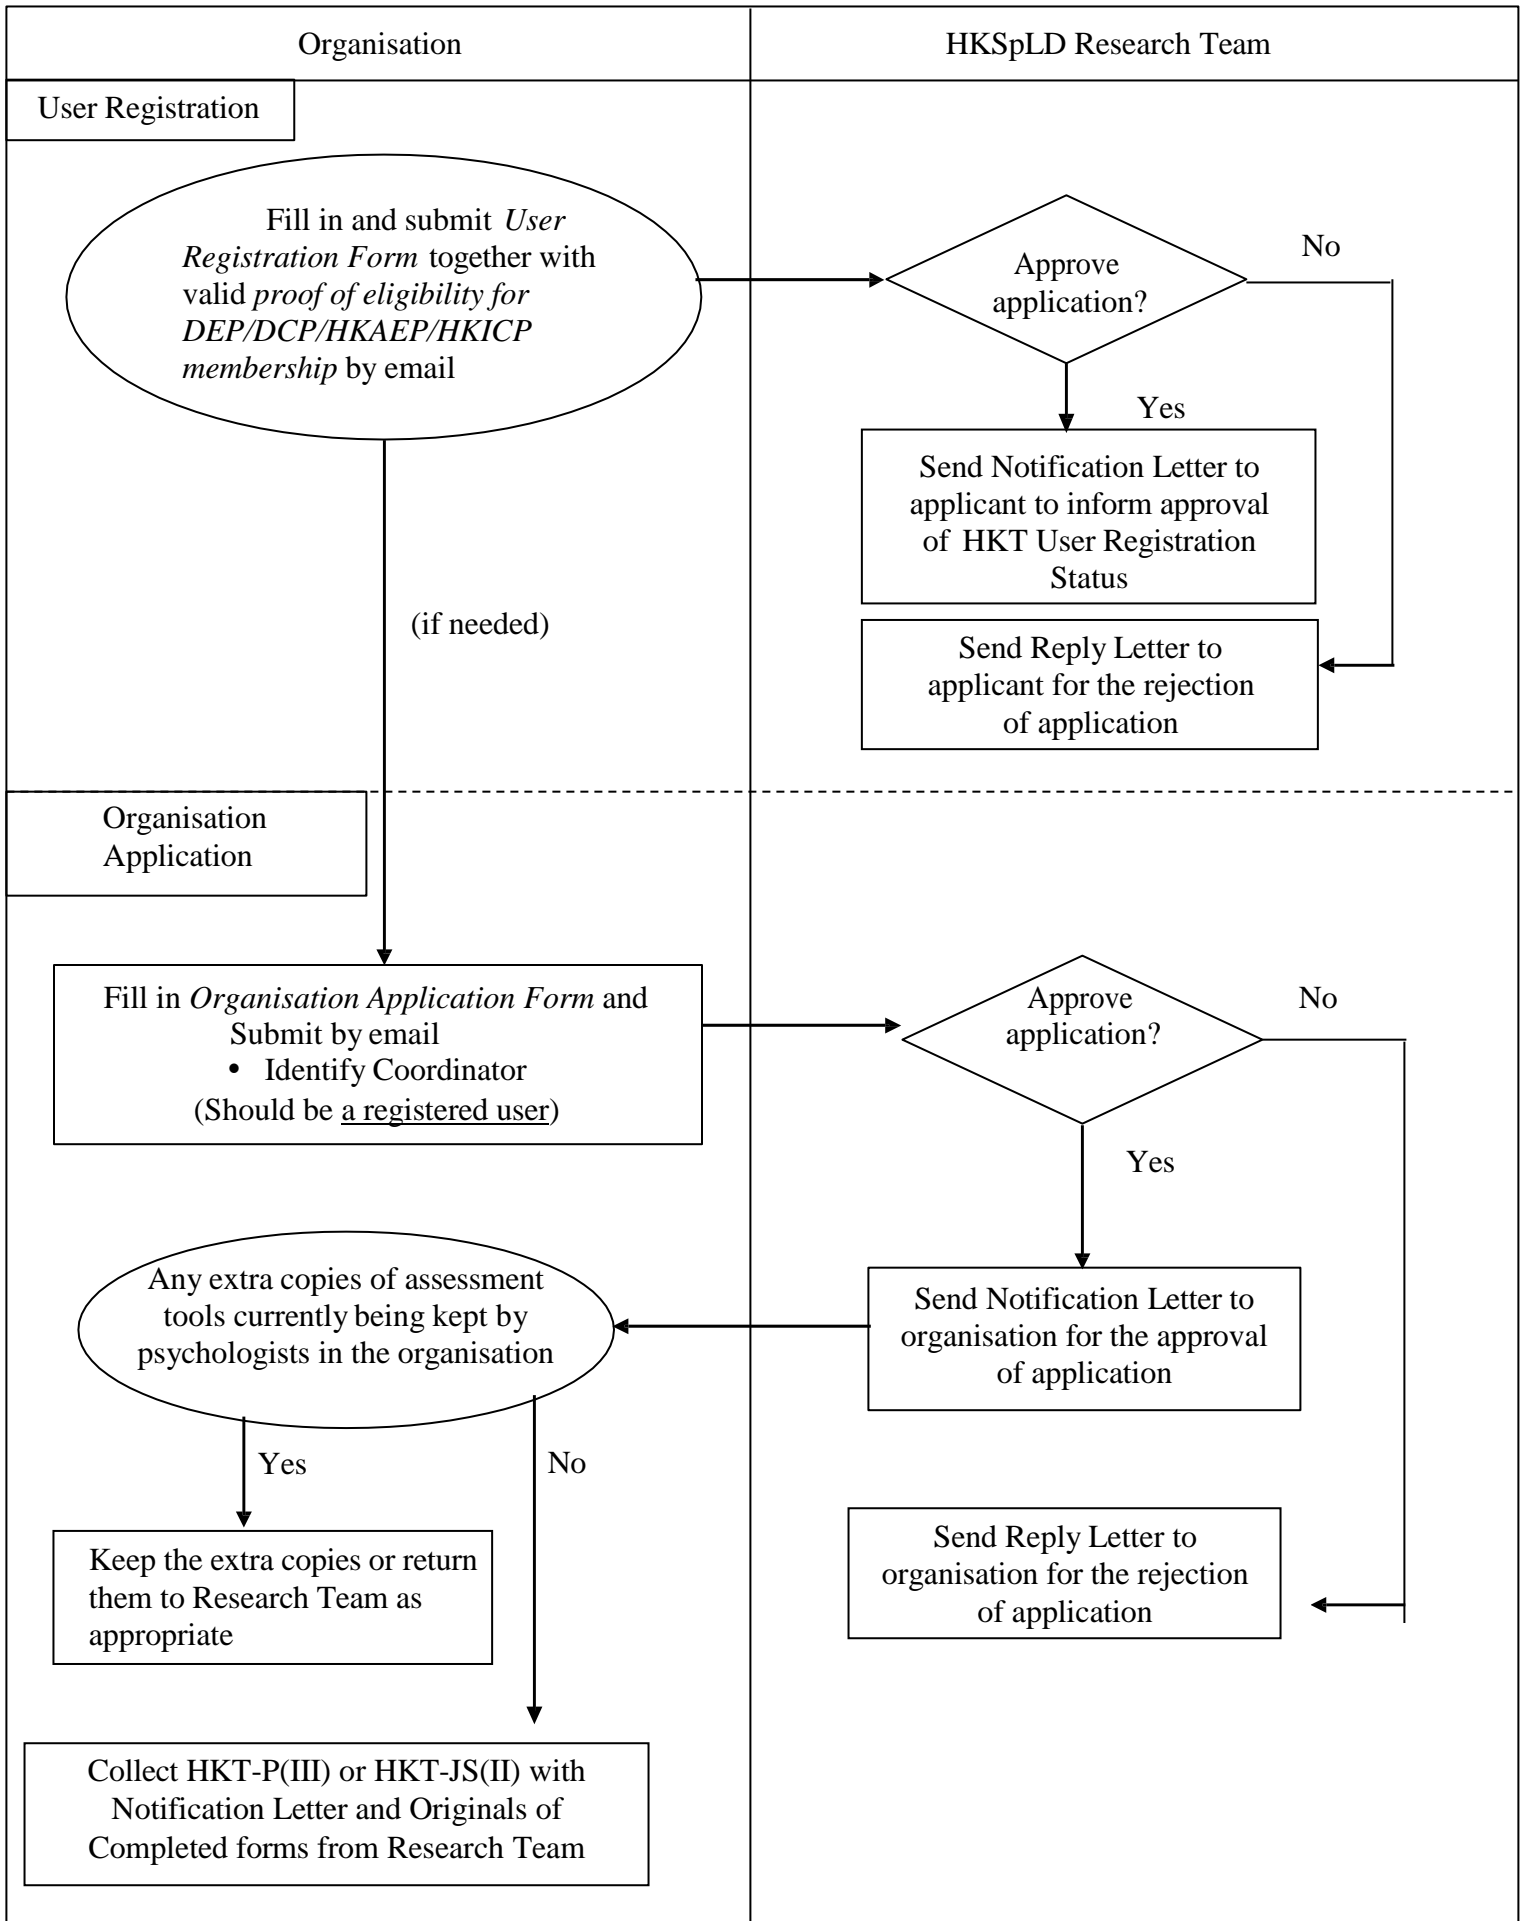 Organisation
HKSpLD Research Team
User Registration
Fill in and submit User
Registration Form together with
valid proof of eligibility for
DEP/DCP/HKAEP/HKICP
membership by email
Approve
application?
No
Yes
Send Notification Letter to
applicant to inform approval
of HKT User Registration
Status
(if needed)
Send Reply Letter to
applicant for the rejection
of application
Organisation
Application
Fill in Organisation Application Form and
Submit by email
• Identify Coordinator
(Should be a registered user)
Approve
application?
No
Yes
Any extra copies of assessment
tools currently being kept by
psychologists in the organisation
Send Notification Letter to
organisation for the approval
of application
Yes
No
Keep the extra copies or return
them to Research Team as
appropriate
Send Reply Letter to
organisation for the rejection
of application
Collect HKT-P(III) or HKT-JS(II) with
Notification Letter and Originals of
Completed forms from Research Team